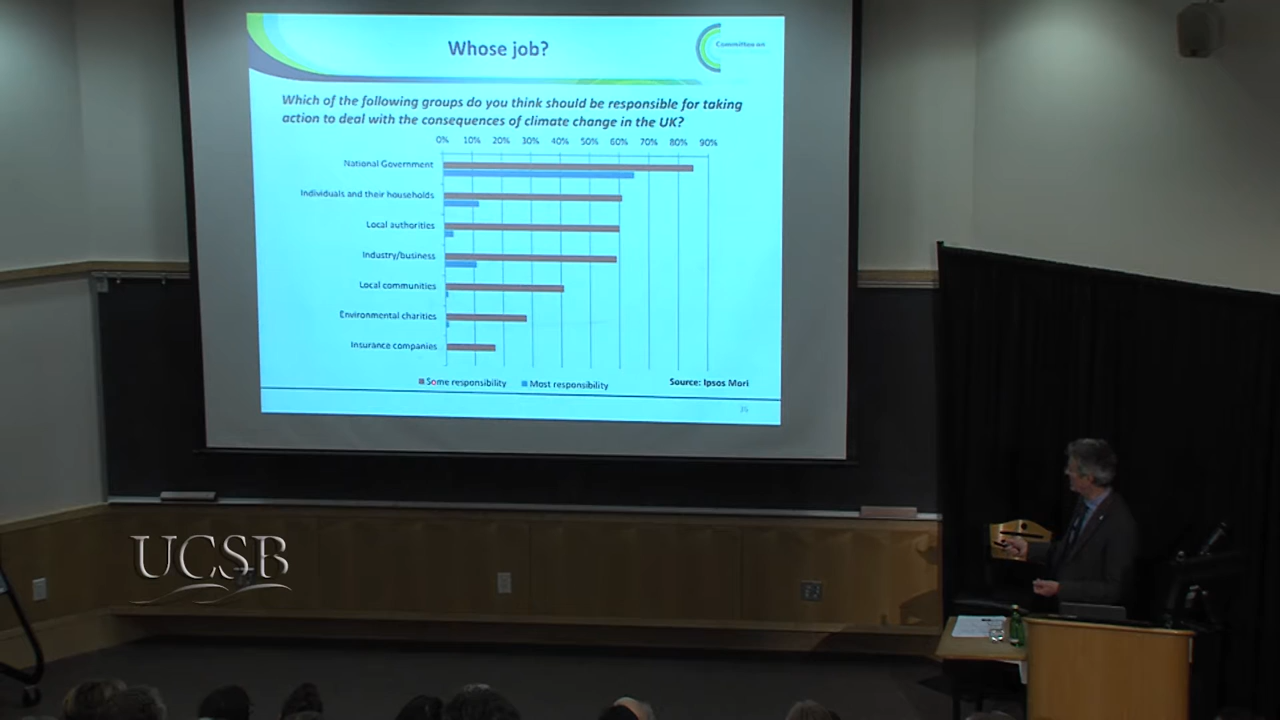 Whose job?
Committee on
Which of the following groups do you think should be responsible for taking
action to deal with the consequences of climate change in the UK?
0% 10% 20% 30% 40% 50% 60% 70% 80% 90%
National Government
Individuals and their households
Local authorities
Industry/business
Local communities
Environmental charities
Insurance companies
Some responsibility Most responsibility Source: Ipsos Mori
UCSB